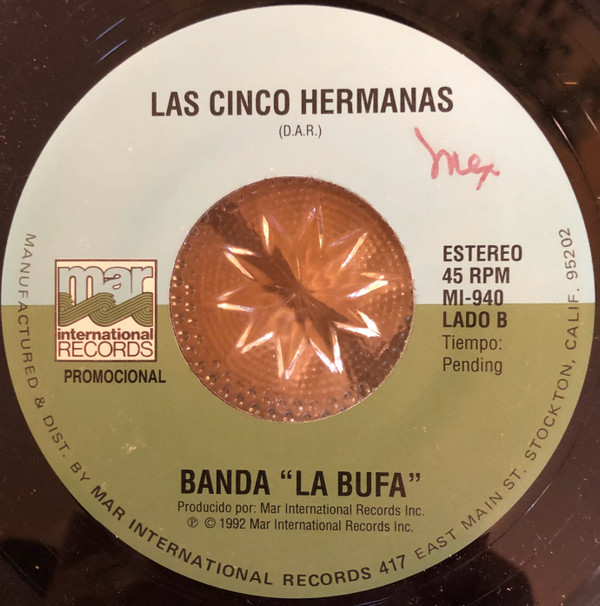 LAS CINCO HERMANAS
(D.A.R.)
Mex
mar
international
RECORDS
PROMOCIONAL
ESTEREO
45 RPM
MI-940
LADO B
Tiempo:
Pending
BANDA “LA BUFA”
Producido por: Mar International Records Inc.
℗ © 1992 Mar International Records Inc.
MANUFACTURED & DIST. BY MAR INTERNATIONAL RECORDS 417 EAST MAIN ST. STOCKTON, CALIF. 95202